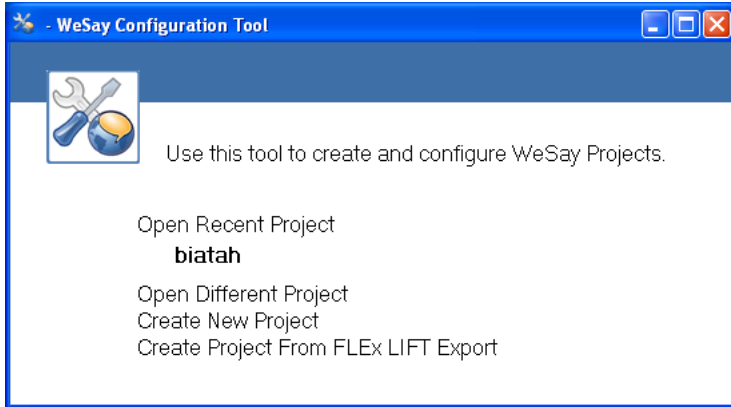 - WeSay Configuration Tool
Use this tool to create and configure WeSay Projects.
Open Recent Project
biatah
Open Different Project
Create New Project
Create Project From FLEx LIFT Export